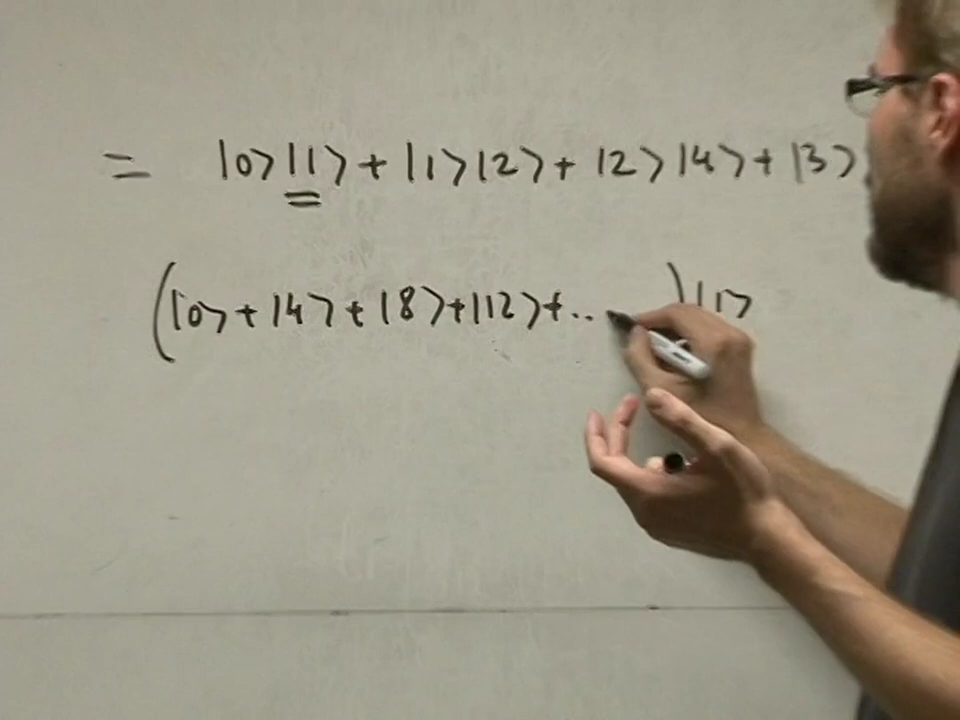 = |0>|1> + |1>|2> + |2>|4> + |3>
(|0> + |4> + |8> + |12> + ...)|1>